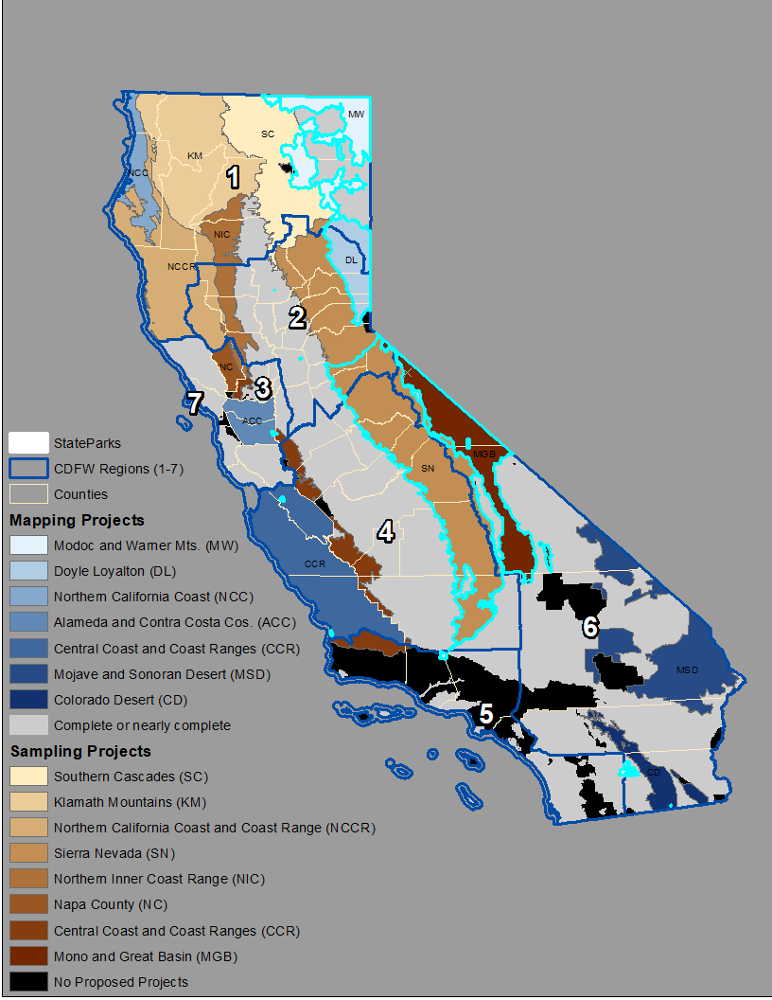 MW
SC
KM
NCC
1
NIC
DL
NCCR
2
NC
3
7
ACC
SN
MGB
4
CCR
6
MSD
5
CD
StateParks
CDFW Regions (1-7)
Counties
Mapping Projects
Modoc and Warner Mts. (MW)
Doyle Loyalton (DL)
Northern California Coast (NCC)
Alameda and Contra Costa Cos. (ACC)
Central Coast and Coast Ranges (CCR)
Mojave and Sonoran Desert (MSD)
Colorado Desert (CD)
Complete or nearly complete
Sampling Projects
Southern Cascades (SC)
Klamath Mountains (KM)
Northern California Coast and Coast Range (NCCR)
Sierra Nevada (SN)
Northern Inner Coast Range (NIC)
Napa County (NC)
Central Coast and Coast Ranges (CCR)
Mono and Great Basin (MGB)
No Proposed Projects